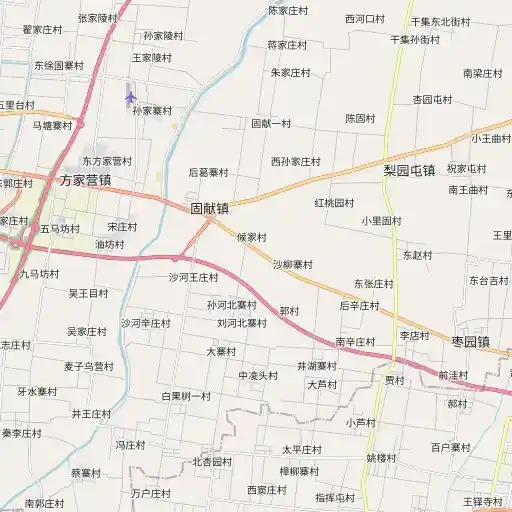 陈家庄村
张家陵村
西河口村
干集东北街村
翟家庄村
孙家陵村
干集孙街村
蒋家庄村
王家陵村
东徐固寨村
朱家庄村
南梁庄村
杏园屯村
五里台村
孙家寨村
陈固村
马塘寨村
固献一村
小王曲村
东方家营村
西孙家庄村
后葛寨村
梨园屯镇
祝家屯村
方家营镇
东郭庄村
南王曲村
红桃园村
固献镇
小里固村
家庄村
宋庄村
五马坊村
候家村
王里
油坊村
东赵村
沙柳寨村
九马坊村
沙河王庄村
东张庄村
东台吉村
吴王目村
孙河北寨村
郭村
后辛庄村
沙河辛庄村
刘河北寨村
吴家庄村
李店村
枣园镇
志庄村
南辛庄村
大寨村
麦子乌营村
井湖寨村
中凌头村
前洼村
贾村
大芦村
牙水寨村
白果树一村
郝村
井王庄村
小芦村
秦李庄村
冯庄村
太平庄村
百户寨村
北杏园村
姚楼村
蔡寨村
樟柳寨村
万户庄村
西窦庄村
南郭庄村
指挥屯村
王铎寺村